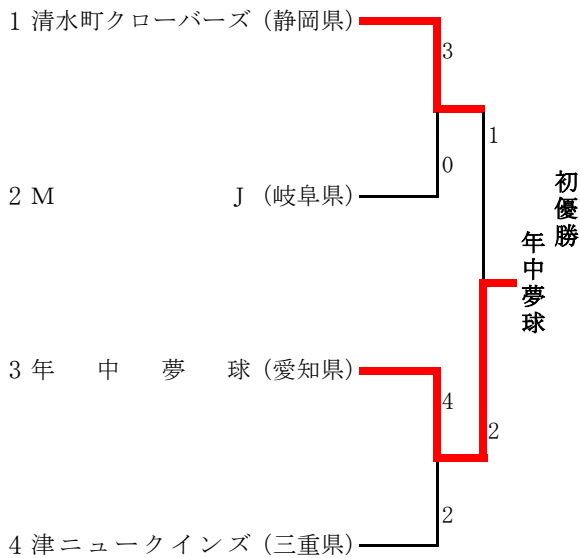 1 清水町クローバーズ (静岡県)
3
1
0
2 M J (岐阜県)
初優勝
年中夢球
3 年中夢球 (愛知県)
4
2
2
4 津ニュークインズ (三重県)